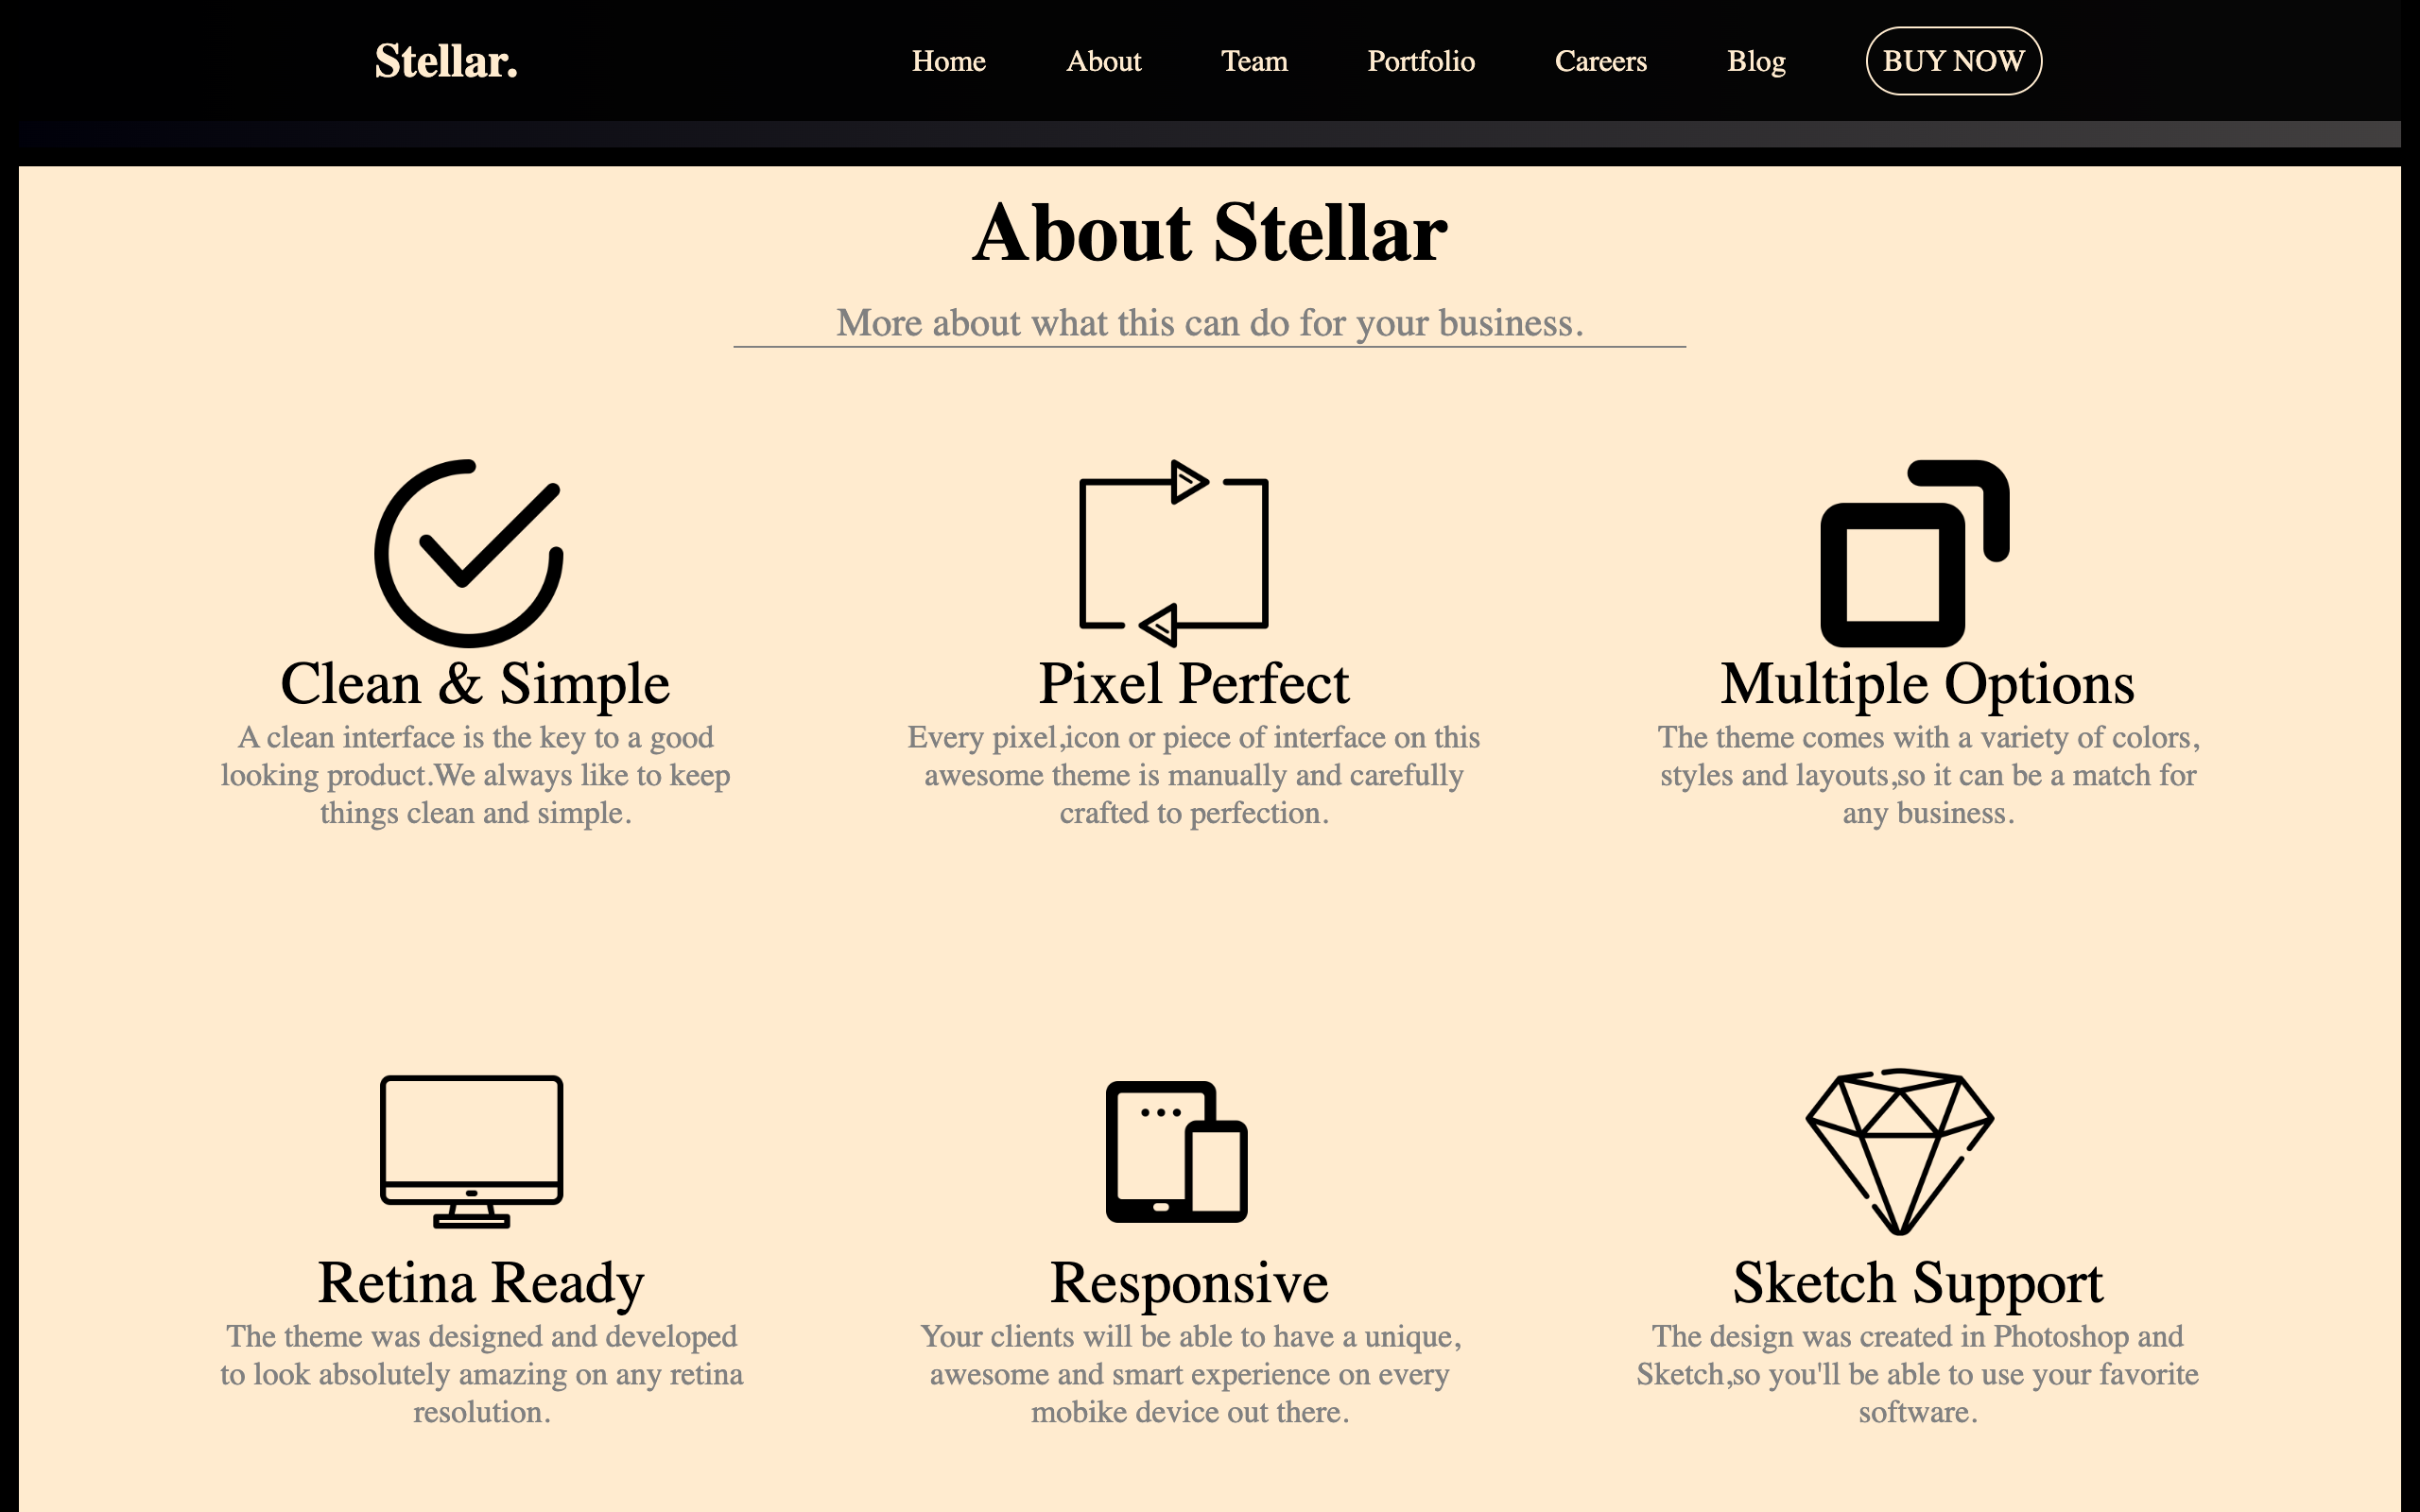 Stellar.
Home About Team Portfolio Careers Blog BUY NOW
About Stellar
More about what this can do for your business.
Clean & Simple
A clean interface is the key to a good
looking product.We always like to keep
things clean and simple.
Pixel Perfect
Every pixel,icon or piece of interface on this
awesome theme is manually and carefully
crafted to perfection.
Multiple Options
The theme comes with a variety of colors,
styles and layouts,so it can be a match for
any business.
Retina Ready
The theme was designed and developed
to look absolutely amazing on any retina
resolution.
Responsive
Your clients will be able to have a unique,
awesome and smart experience on every
mobike device out there.
Sketch Support
The design was created in Photoshop and
Sketch,so you'll be able to use your favorite
software.